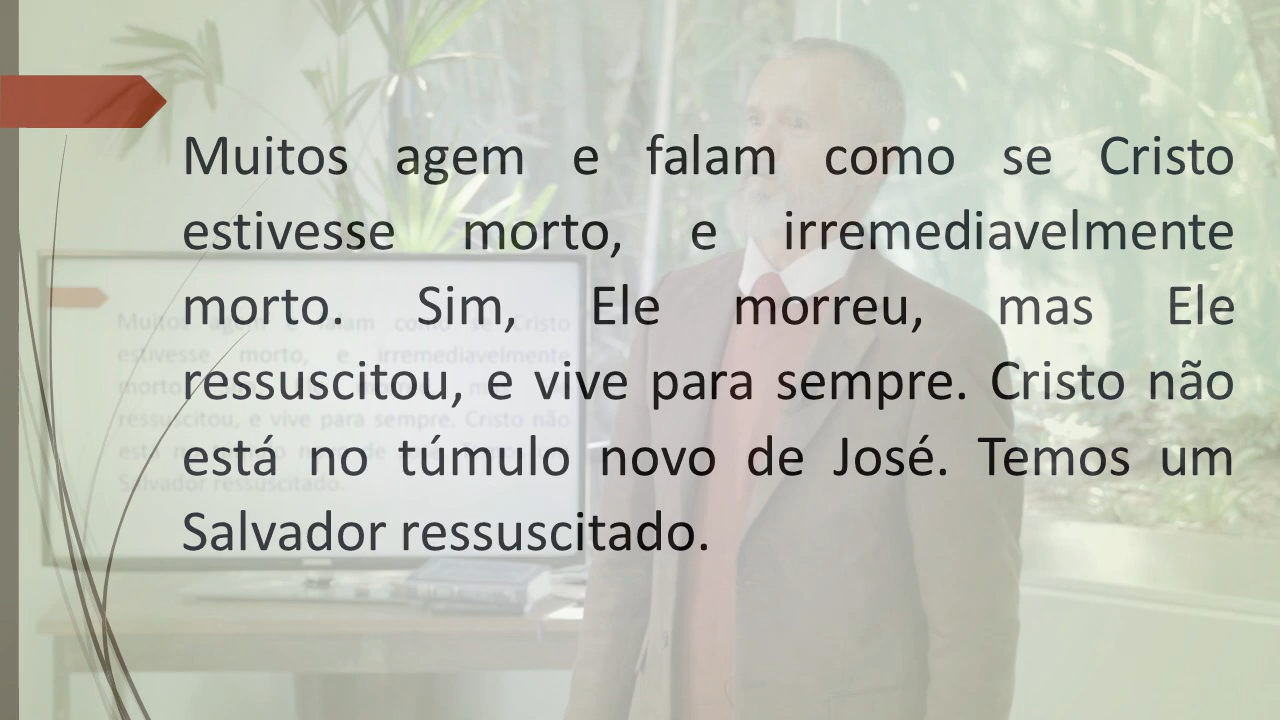 Muitos agem e falam como se Cristo
estivesse morto, e irremediavelmente
morto. Sim, Ele morreu, mas Ele
ressuscitou, e vive para sempre. Cristo não
está no túmulo novo de José. Temos um
Salvador ressuscitado.